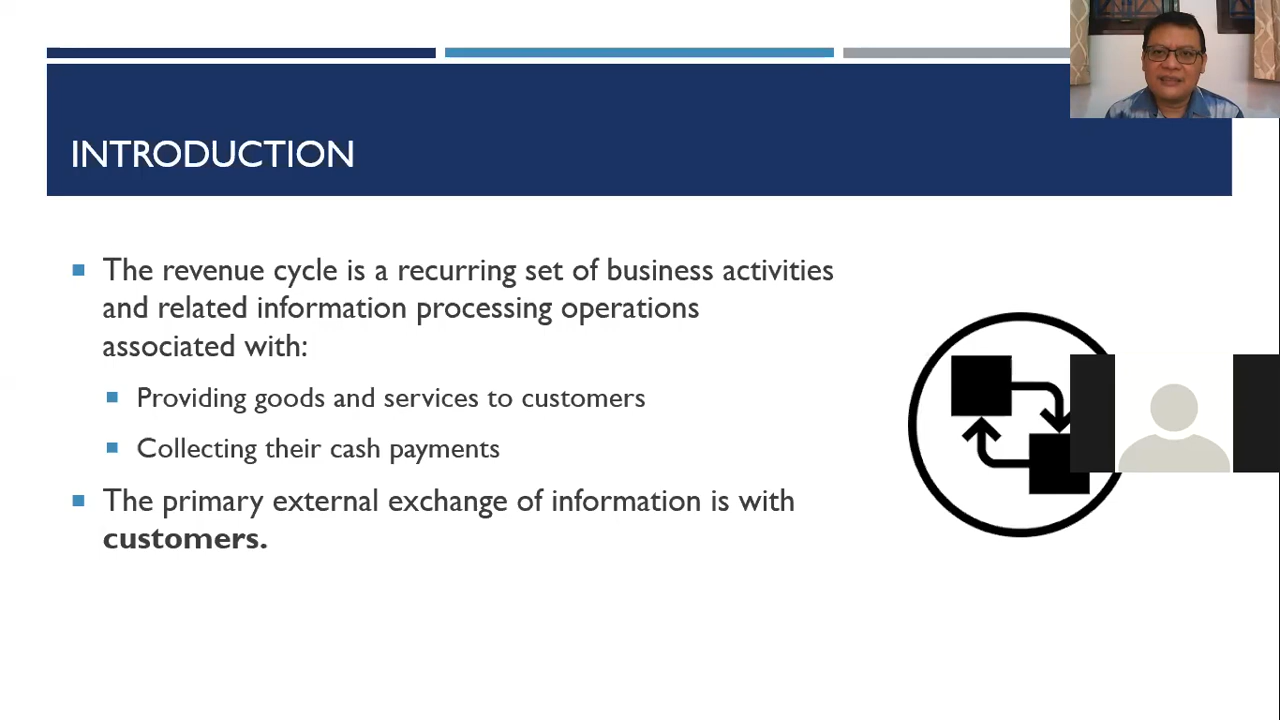 INTRODUCTION
The revenue cycle is a recurring set of business activities
and related information processing operations
associated with:
Providing goods and services to customers
Collecting their cash payments
The primary external exchange of information is with
customers.